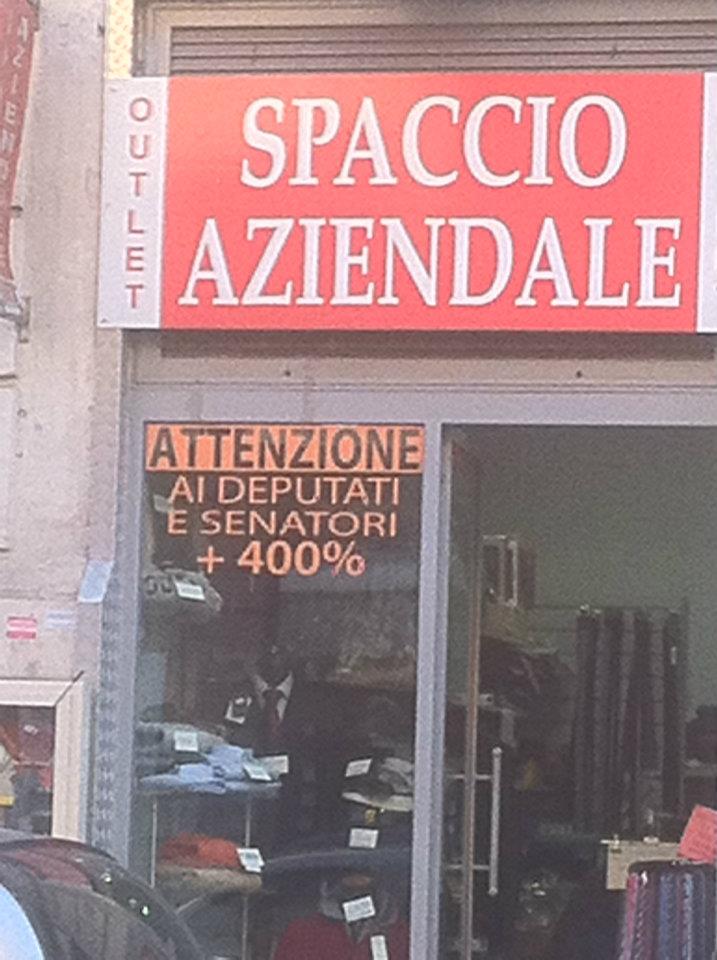 OUTLET
SPACCIO
AZIENDALE
ATTENZIONE
AI DEPUTATI
E SENATORI
+ 400%